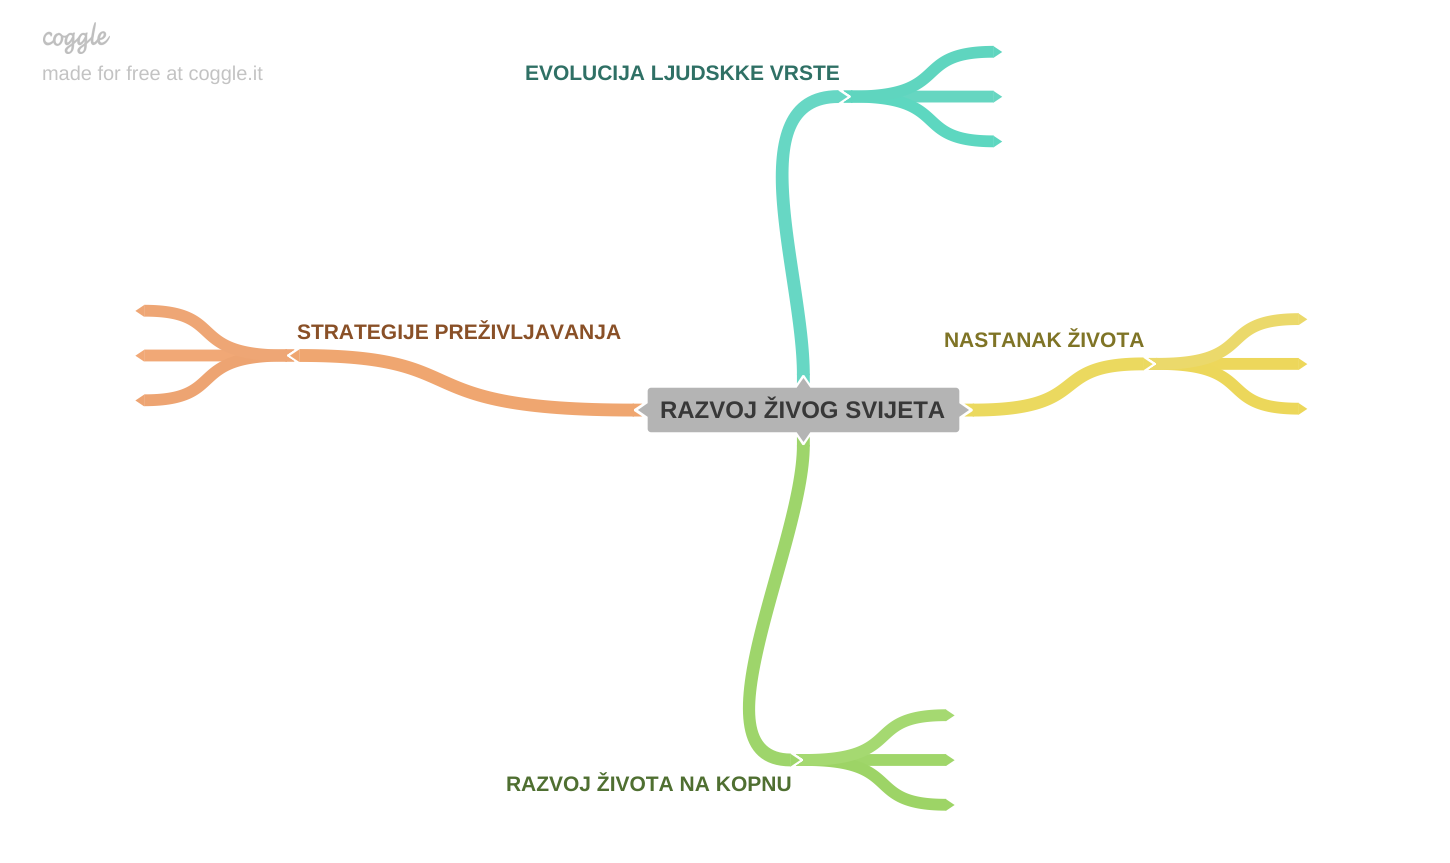 coggle
made for free at coggle.it
EVOLUCIJA LJUDSKKE VRSTE
STRATEGIJE PREŽIVLJAVANJA
NASTANAK ŽIVOTA
RAZVOJ ŽIVOG SVIJETA
RAZVOJ ŽIVOTA NA KOPNU